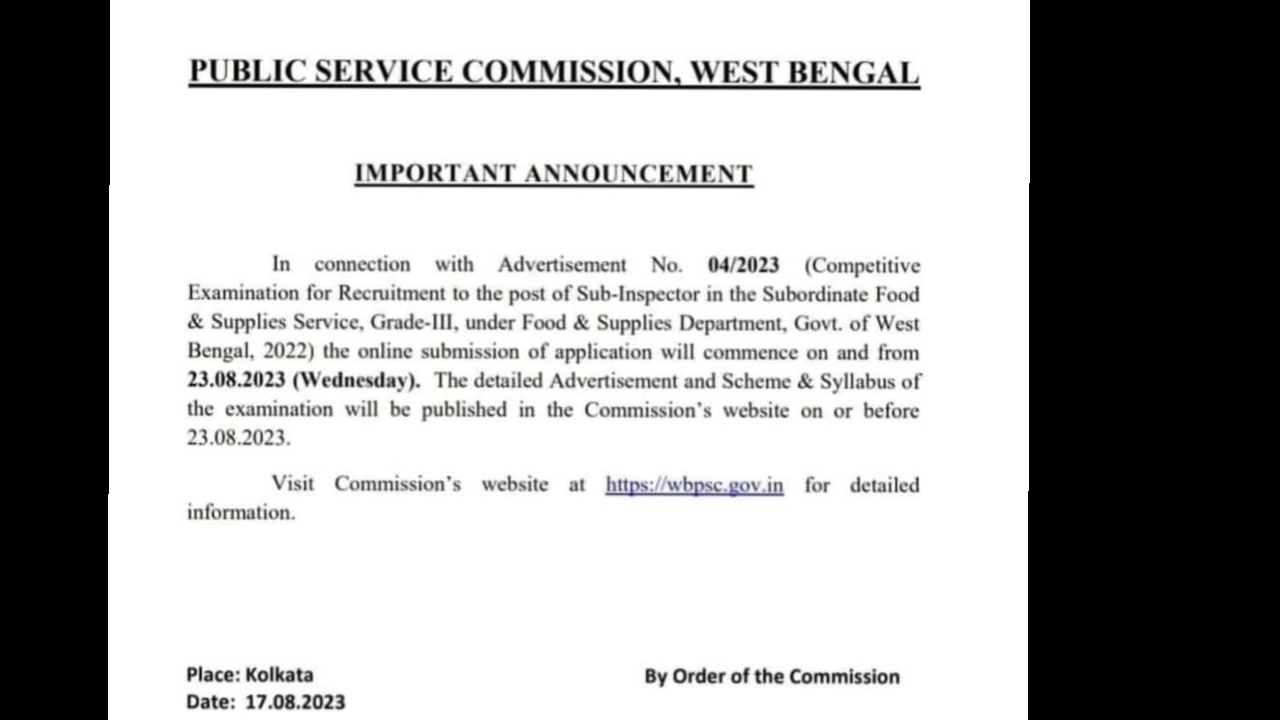 PUBLIC SERVICE COMMISSION, WEST BENGAL
IMPORTANT ANNOUNCEMENT
In connection with Advertisement No. 04/2023 (Competitive
Examination for Recruitment to the post of Sub-Inspector in the Subordinate Food
& Supplies Service, Grade-III, under Food & Supplies Department, Govt. of West
Bengal, 2022) the online submission of application will commence on and from
23.08.2023 (Wednesday). The detailed Advertisement and Scheme & Syllabus of
the examination will be published in the Commission's website on or before
23.08.2023.
Visit Commission's website at https://wbpsc.gov.in for detailed
information.
Place: Kolkata
By Order of the Commission
Date: 17.08.2023